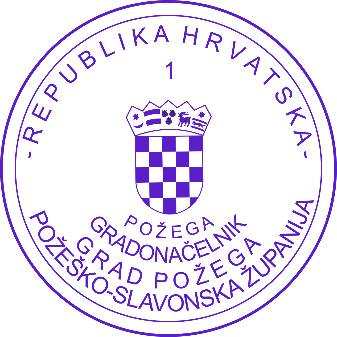 -REPUBLIKA HRVATSKA-
1
POŽEGA
GRADONAČELNIK
GRAD POŽEGA
POŽEŠKO-SLAVONSKA ŽUPANIJA